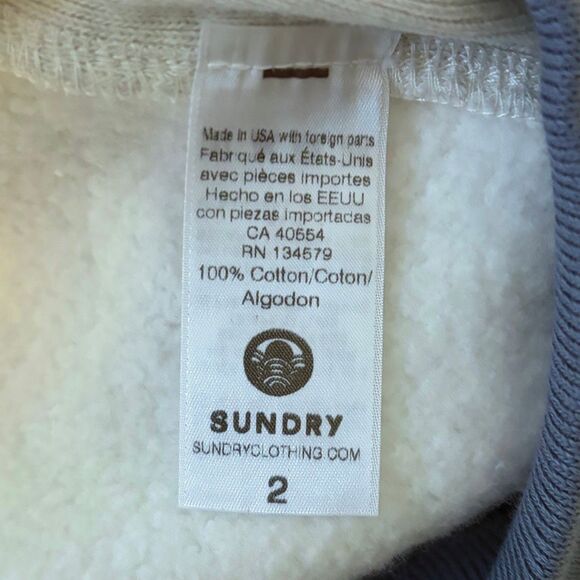 Made in USA with foreign parts
Fabriqué aux États-Unis
avec pièces importes
Hecho en los EEUU
con piezas importadas
CA 40554
RN 134579
100% Cotton/Coton/
Algodon
SUNDRY
SUNDRYCLOTHING.COM
2